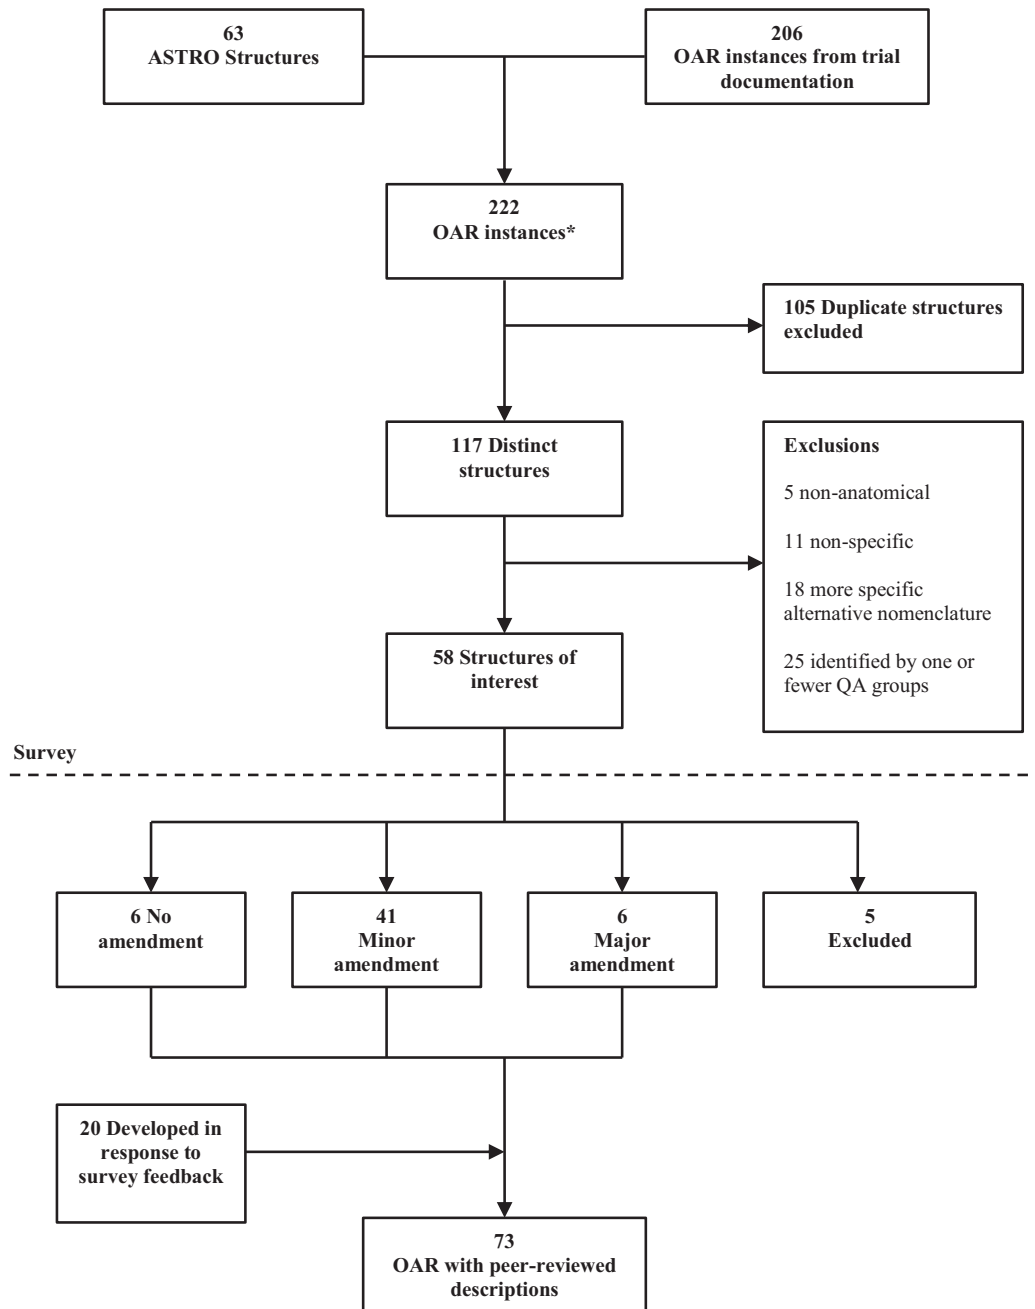 63
ASTRO Structures
206
OAR instances from trial
documentation
222
OAR instances*
105 Duplicate structures
excluded
117 Distinct
structures
Exclusions
5 non-anatomical
11 non-specific
18 more specific
alternative nomenclature
25 identified by one or
fewer QA groups
58 Structures of
interest
Survey
6 No
amendment
41
Minor
amendment
6
Major
amendment
5
Excluded
20 Developed in
response to
survey feedback
73
OAR with peer-reviewed
descriptions